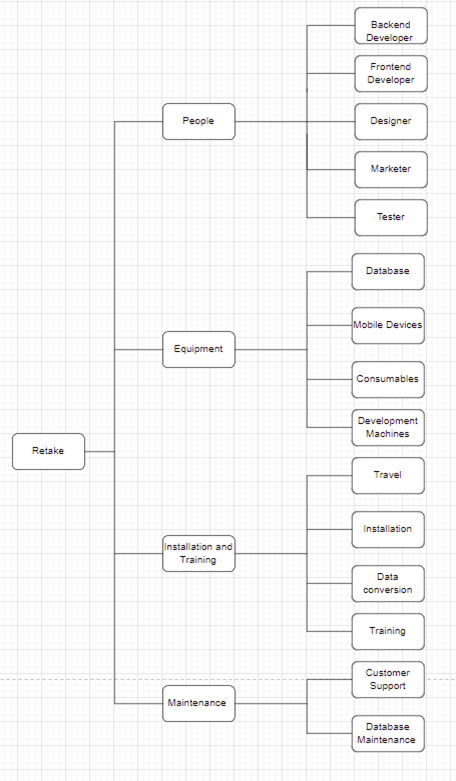 Backend
Developer
Frontend
Developer
People
Designer
Marketer
Tester
Database
Mobile Devices
Equipment
Consumables
Development
Machines
Retake
Travel
Installation
Installation and
Training
Data
conversion
Training
Customer
Support
Maintenance
Database
Maintenance